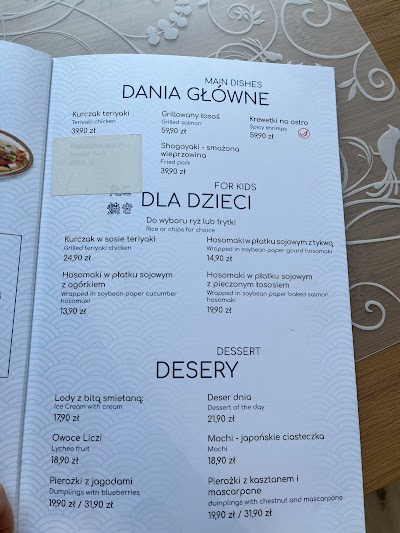 MAIN DISHES
DANIA GŁÓWNE
Kurczak teriyaki
Teriyaki chicken
39,90 zł
Grillowany łosoś
Grilled salmon
59,90 zł
Krewetki na ostro
Spicy shrimps
59,90 zł
Shogayaki - smażona
wieprzowina
Fried pork
39,90 zł
FOR KIDS
DLA DZIECI
Do wyboru ryż lub frytki
Rice or chips for choice
Kurczak w sosie teriyaki
Grilled teriyaki chicken
24,90 zł
Hosomaki w płatku sojowym z tykwą
Wrapped in soybean paper gourd hosomaki
14,90 zł
Hosomaki w płatku sojowym
z ogórkiem
Wrapped in soybean paper cucumber
hosomaki
13,90 zł
Hosomaki w płatku sojowym
z pieczonym łososiem
Wrapped in soybean paper baked salmon
hosomaki
19,90 zł
DESSERT
DESERY
Lody z bitą smietaną:
Ice Cream with cream
17,90 zł
Deser dnia
Dessert of the day
21,90 zł
Owoce Liczi
Lychee fruit
18,90 zł
Mochi - japońskie ciasteczka
Mochi
18,90 zł
Pierożki z jagodami
Dumplings with blueberries
19,90 zł / 31,90 zł
Pierożki z kasztanem i
mascarpone
dumplings with chestnut and mascarpone
19,90 zł / 31,90 zł